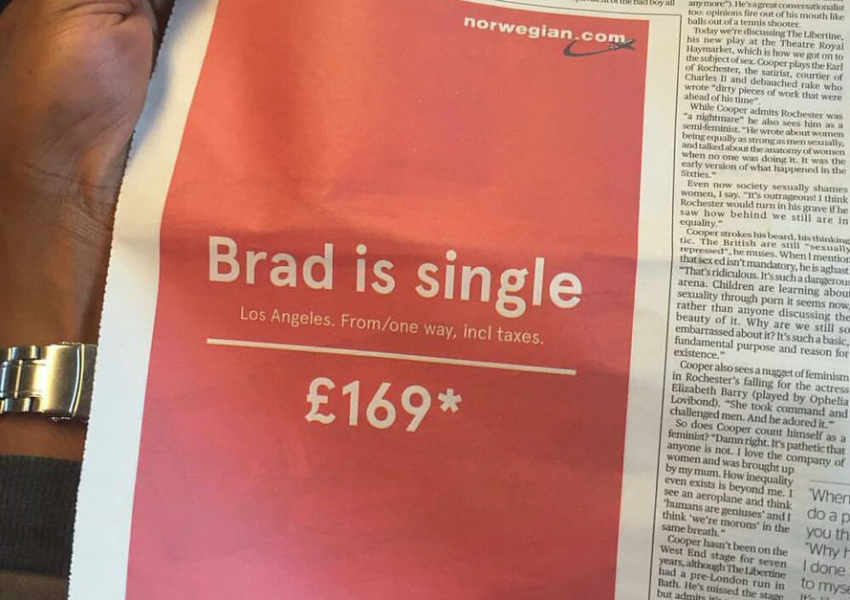 norwegian.com
Brad is single
Los Angeles. From/one way, incl taxes.
£169*
of the bad boy all
anymore"). He's a great conversationalist
too: opinions fire out of his mouth like
balls out of a tennis shooter.
Today we're discussing The Libertine,
his new play at the Theatre Royal
Haymarket, which is how we got on to
the subject of sex. Cooper plays the Earl
of Rochester, the satirist, courtier of
Charles II and debauched rake who
wrote "dirty pieces of work that were
ahead of his time".
While Cooper admits Rochester was
"a nightmare" he also sees him as a
semi-feminist. "He wrote about women
being equally as strong as men sexually,
and talked about the anatomy of women
when no one was doing it. It was the
early version of what happened in the
Sixties."
Even now society sexually shames
women, I say. "It's outrageous! I think
Rochester would turn in his grave if he
saw how behind we still are in
equality."
Cooper strokes his beard, his thinking
tic. The British are still "sexually
repressed", he muses. When I mention
that sex ed isn't mandatory, he is aghast
"That's ridiculous. It's such a dangerous
arena. Children are learning about
sexuality through porn it seems now,
rather than anyone discussing the
beauty of it. Why are we still so
embarrassed about it? It's such a basic,
fundamental purpose and reason for
existence."
Cooper also sees a nugget of feminism
in Rochester's falling for the actress
Elizabeth Barry (played by Ophelia
Lovibond). "She took command and
challenged men. And he adored it."
So does Cooper count himself as a
feminist? "Damn right. It's pathetic that
anyone is not. I love the company of
women and was brought up
by my mum. How inequality
even exists is beyond me. I
see an aeroplane and think
'humans are geniuses' and I
think 'we're morons' in the
same breath."
Cooper hasn't been on the
West End stage for seven
years, although The Libertine
had a pre-London run in
Bath. He's missed the stage
but admits
"When
do a p
you th
"Why h
I done
to myse